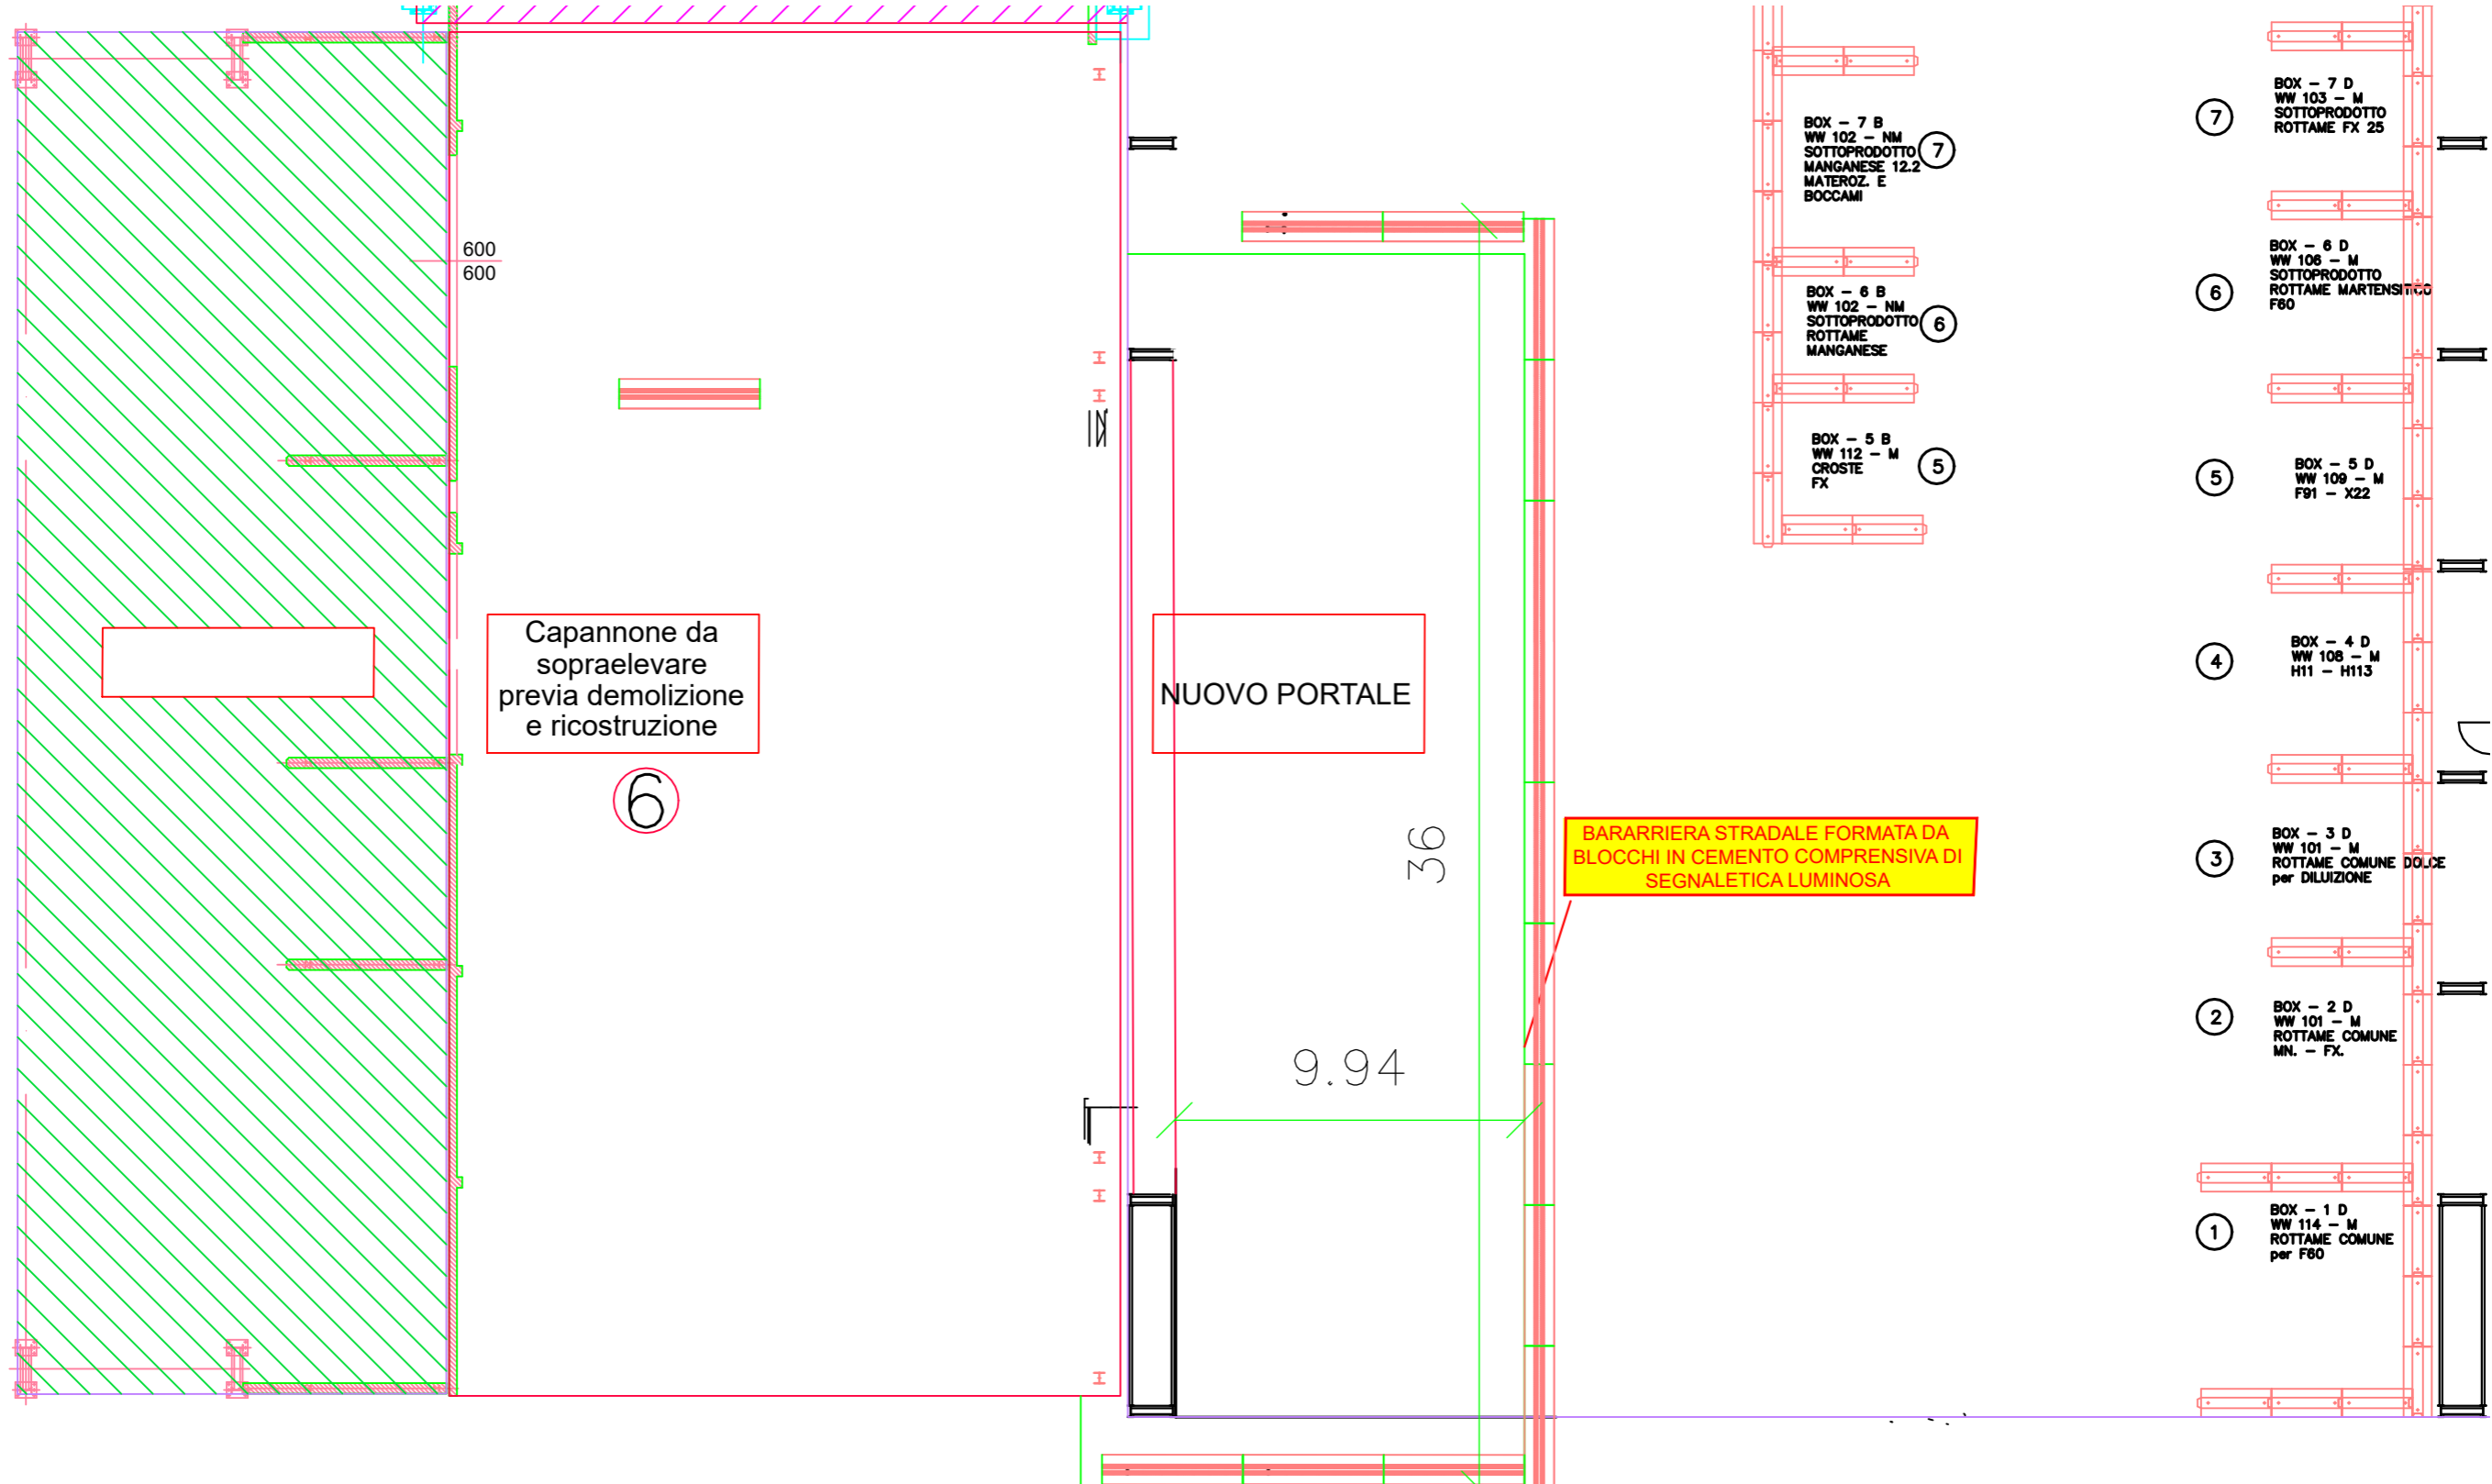 600
600
Capannone da
sopraelevare
previa demolizione
e ricostruzione
6
NUOVO PORTALE
36
9.94
BARARRIERA STRADALE FORMATA DA
BLOCCHI IN CEMENTO COMPRENSIVA DI
SEGNALETICA LUMINOSA
BOX - 7 B
WW 102 - NM
SOTTOPRODOTTO
MANGANESE 12.2
MATEROZ. E
BOCCAMI
7
BOX - 6 B
WW 102 - NM
SOTTOPRODOTTO
ROTTAME
MANGANESE
6
BOX - 5 B
WW 112 - M
CROSTE
FX
5
7
BOX - 7 D
WW 103 - M
SOTTOPRODOTTO
ROTTAME FX 25
6
BOX - 6 D
WW 106 - M
SOTTOPRODOTTO
ROTTAME MARTENSITICO
F60
5
BOX - 5 D
WW 109 - M
F91 - X22
4
BOX - 4 D
WW 108 - M
H11 - H113
3
BOX - 3 D
WW 101 - M
ROTTAME COMUNE DOLCE
per DILUIZIONE
2
BOX - 2 D
WW 101 - M
ROTTAME COMUNE
MN. - FX.
1
BOX - 1 D
WW 114 - M
ROTTAME COMUNE
per F60